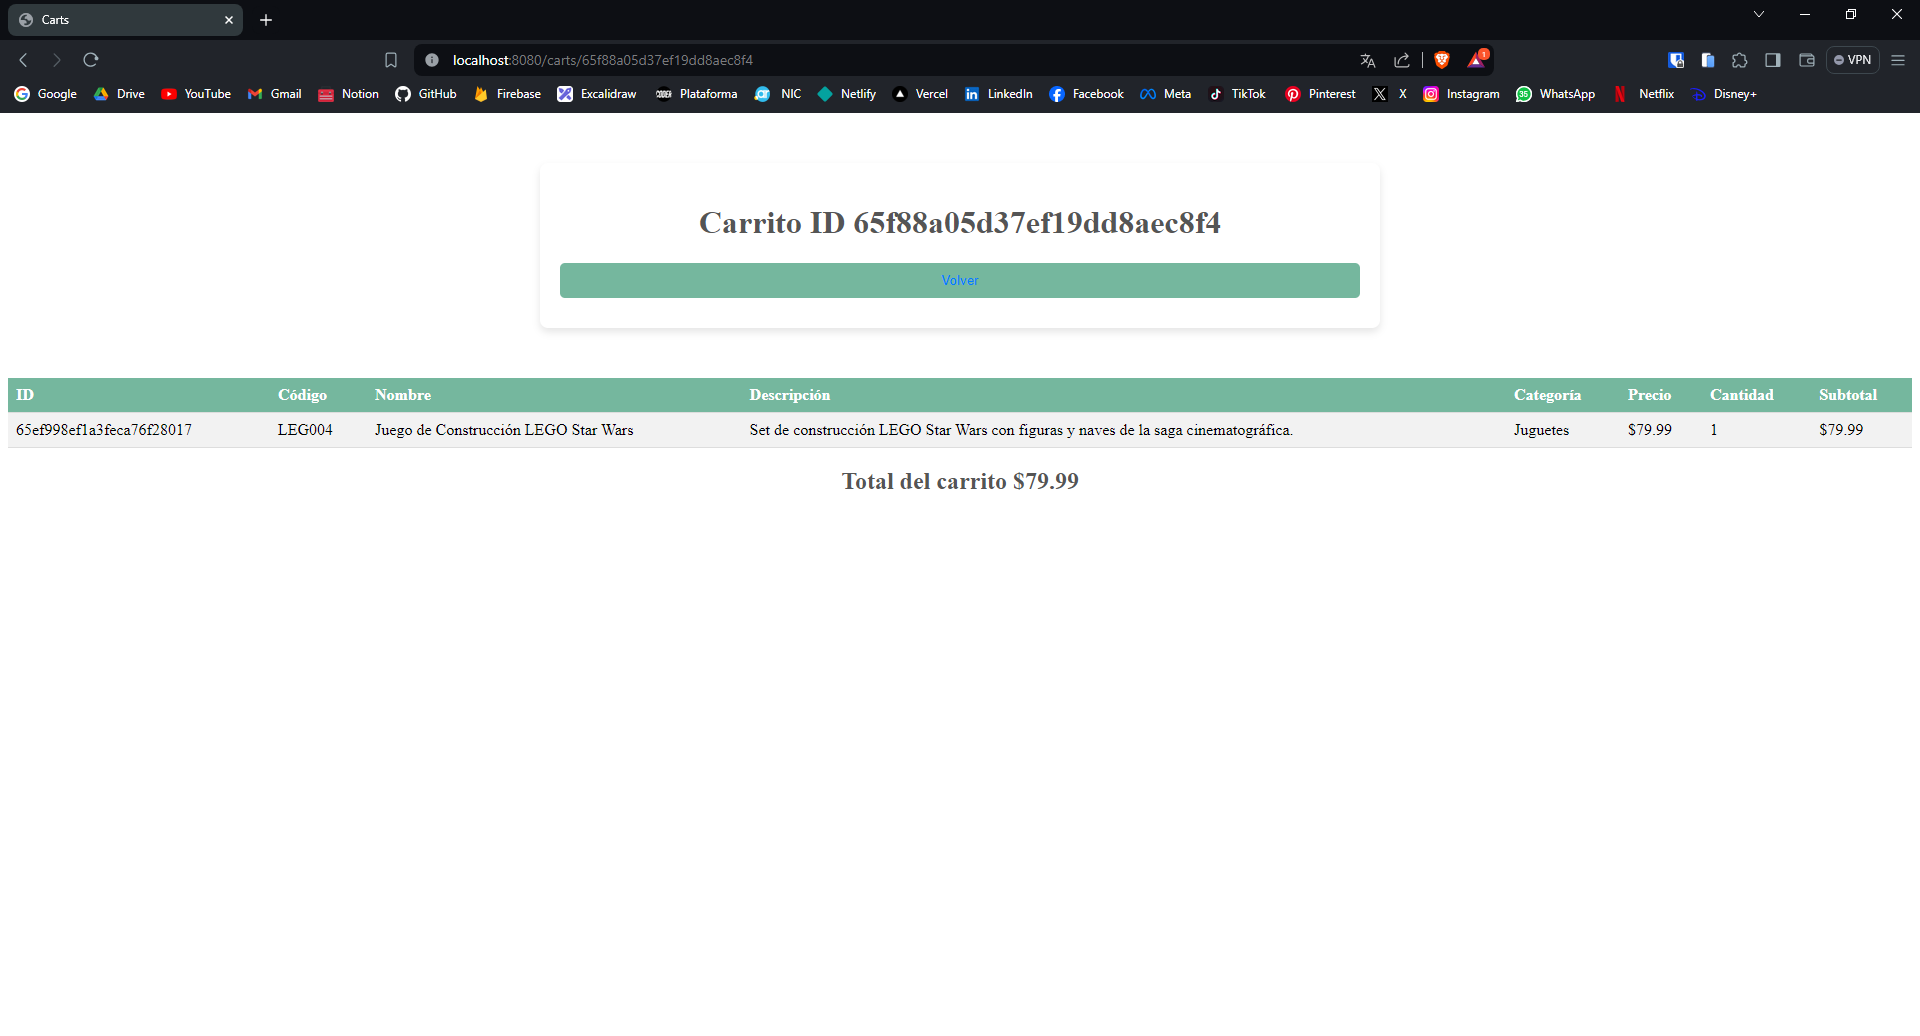 Carts
localhost:8080/carts/65f88a05d37ef19dd8aec8f4
1
VPN
Google Drive YouTube Gmail Notion GitHub Firebase Excalidraw CODER Plataforma NIC Netlify Vercel LinkedIn Facebook Meta TikTok Pinterest X Instagram 35 WhatsApp Netflix Disney+
Carrito ID 65f88a05d37ef19dd8aec8f4
Volver
ID Código Nombre Descripción Categoría Precio Cantidad Subtotal
65ef998ef1a3feca76f28017 LEG004 Juego de Construcción LEGO Star Wars Set de construcción LEGO Star Wars con figuras y naves de la saga cinematográfica. Juguetes $79.99 1 $79.99
Total del carrito $79.99